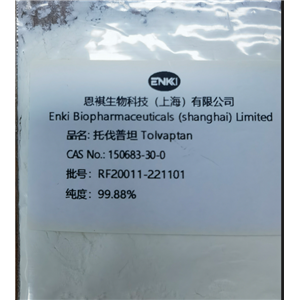 ENKI
恩祺生物科技（上海）有限公司
Enki Biopharmaceuticals (shanghai) Limited
品名: 托伐普坦 Tolvaptan
CAS No.: 150683-30-0
批号: RF20011-221101
纯度: 99.88%